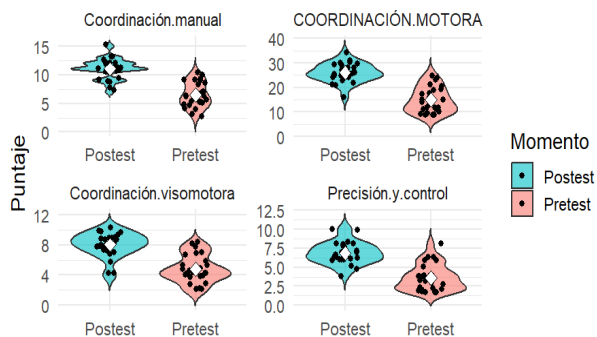 Coordinación.manual
COORDINACIÓN.MOTORA
15
10
5
0
Postest
Pretest
40
30
20
10
0
Postest
Pretest
Coordinación.visomotora
Precisión.y.control
12
8
4
0
Postest
Pretest
12.5
10.0
7.5
5.0
2.5
0.0
Postest
Pretest
Puntaje
Momento
Postest
Pretest